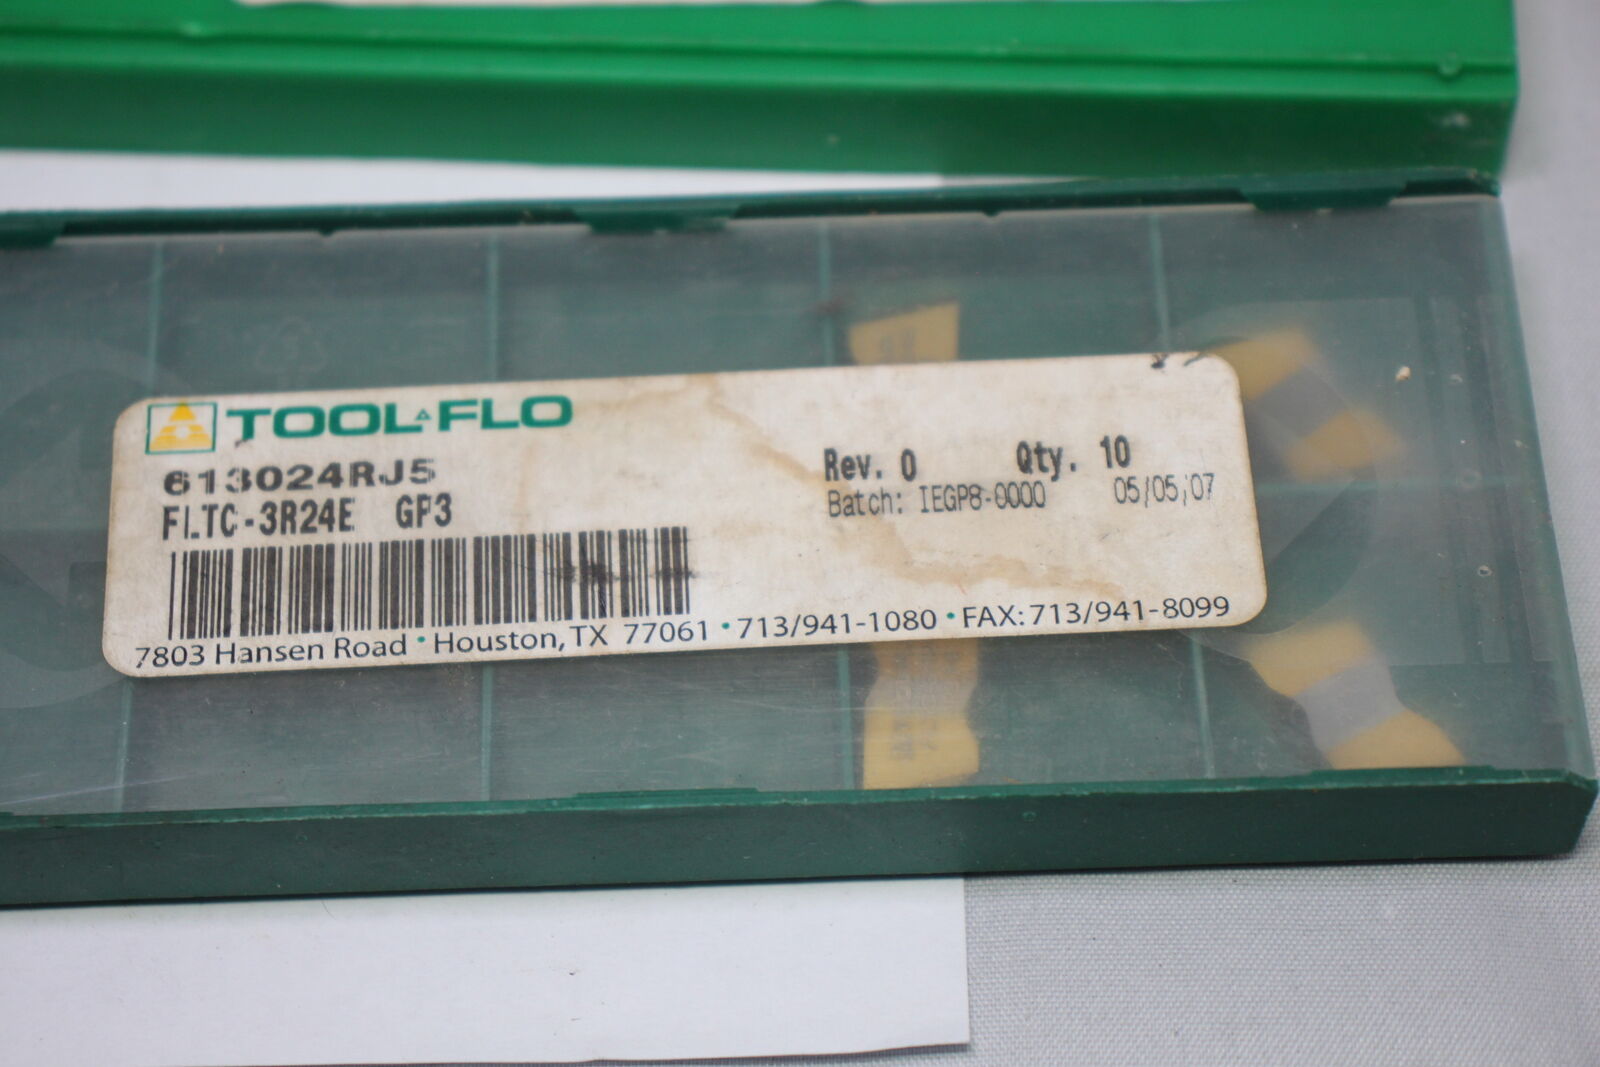 TOOL FLO
613024RJ5
FLTC-3R24E GP3
Rev. 0 Qty. 10
Batch: IEGP8-0000 05/05/07
7803 Hansen Road • Houston, TX 77061 • 713/941-1080 • FAX: 713/941-8099